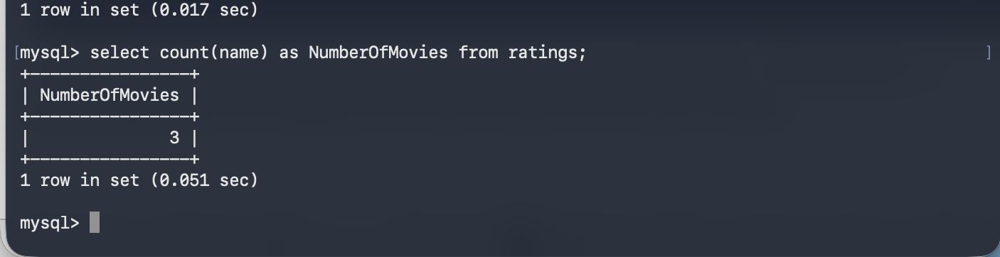 1 row in set (0.017 sec)
[mysql> select count(name) as NumberOfMovies from ratings; ]
+----------------+
| NumberOfMovies |
+----------------+
|              3 |
+----------------+
1 row in set (0.051 sec)
mysql>